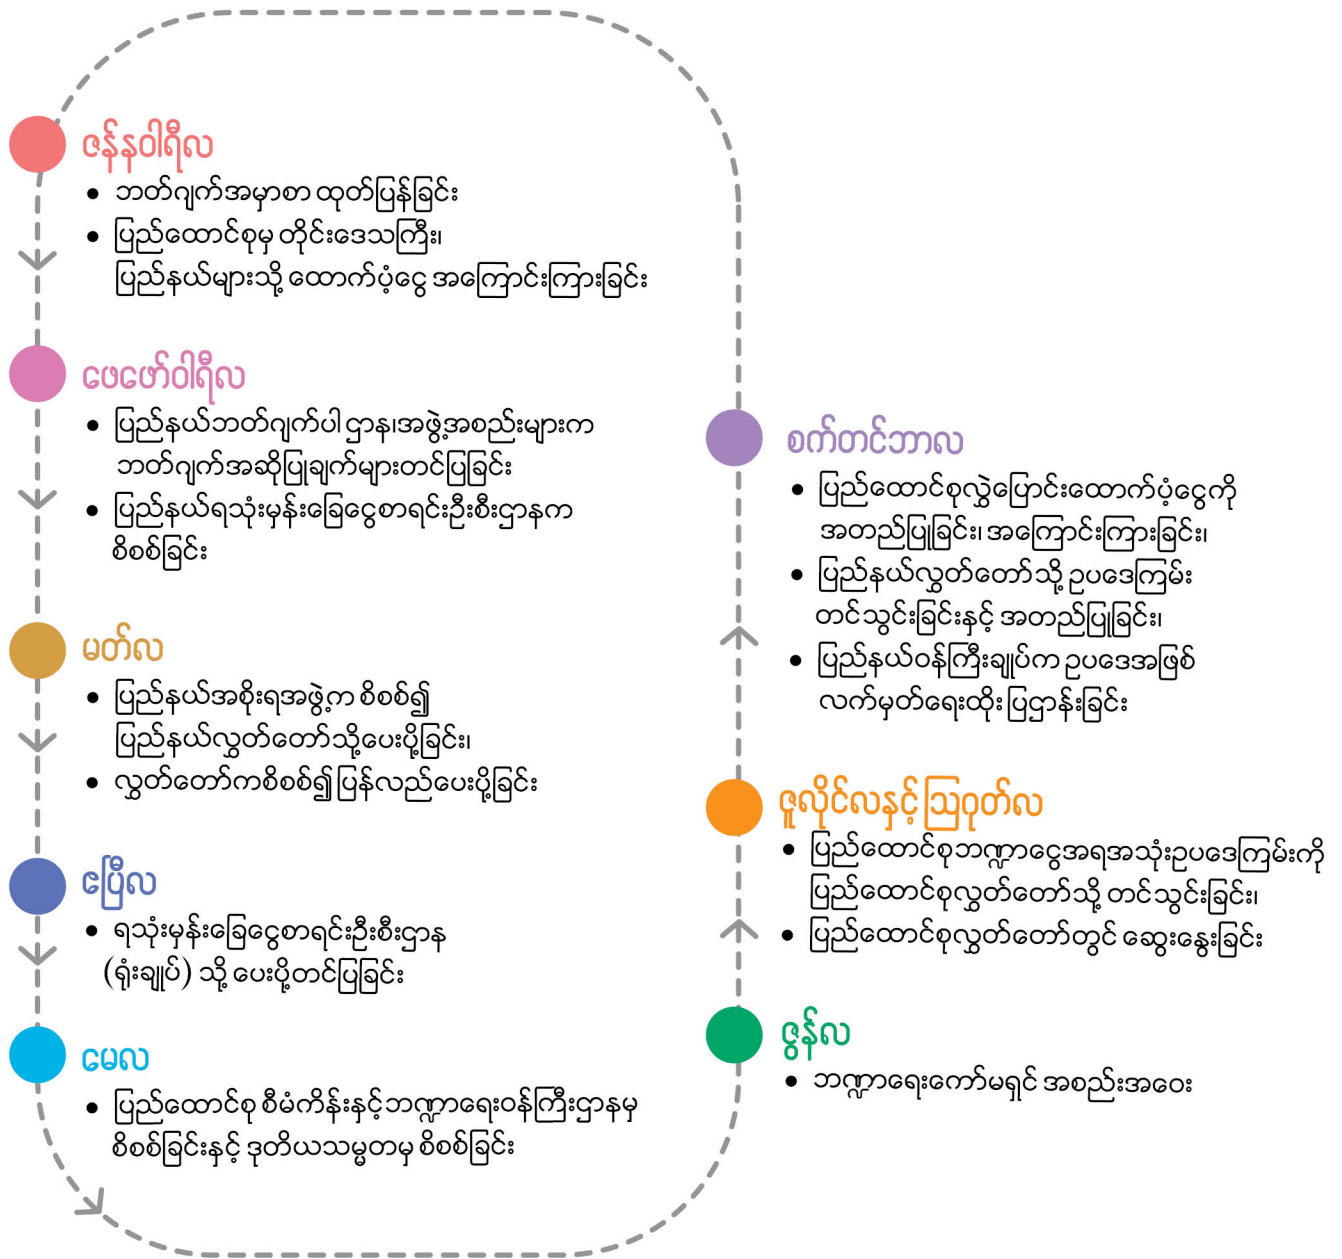 ဇန်နဝါရီလ
• ဘတ်ဂျက်အမှာစာ ထုတ်ပြန်ခြင်း
• ပြည်ထောင်စုမှ တိုင်းဒေသကြီး၊
ပြည်နယ်များသို့ ထောက်ပံ့ငွေ အကြောင်းကြားခြင်း
ဖေဖော်ဝါရီလ
• ပြည်နယ်ဘတ်ဂျက်ပါ ဌာန၊အဖွဲ့အစည်းများက
ဘတ်ဂျက်အဆိုပြုချက်များတင်ပြခြင်း
• ပြည်နယ်ရသုံးမှန်းခြေငွေစာရင်းဦးစီးဌာနက
စိစစ်ခြင်း
မတ်လ
• ပြည်နယ်အစိုးရအဖွဲ့က စိစစ်၍
ပြည်နယ်လွှတ်တော်သို့ပေးပို့ခြင်း၊
• လွှတ်တော်ကစိစစ်၍ ပြန်လည်ပေးပို့ခြင်း
ဧပြီလ
• ရသုံးမှန်းခြေငွေစာရင်းဦးစီးဌာန
(ရုံးချုပ်) သို့ ပေးပို့တင်ပြခြင်း
မေလ
• ပြည်ထောင်စု စီမံကိန်းနှင့်ဘဏ္ဍာရေးဝန်ကြီးဌာနမှ
စိစစ်ခြင်းနှင့် ဒုတိယသမ္မတမှ စိစစ်ခြင်း
ဇွန်လ
• ဘဏ္ဍာရေးကော်မရှင် အစည်းအဝေး
ဇူလိုင်လနှင့် ဩဂုတ်လ
• ပြည်ထောင်စုဘဏ္ဍာငွေအရအသုံးဥပဒေကြမ်းကို
ပြည်ထောင်စုလွှတ်တော်သို့ တင်သွင်းခြင်း၊
• ပြည်ထောင်စုလွှတ်တော်တွင် ဆွေးနွေးခြင်း
စက်တင်ဘာလ
• ပြည်ထောင်စုလွှဲပြောင်းထောက်ပံ့ငွေကို
အတည်ပြုခြင်း၊ အကြောင်းကြားခြင်း၊
• ပြည်နယ်လွှတ်တော်သို့ ဥပဒေကြမ်း
တင်သွင်းခြင်းနှင့် အတည်ပြုခြင်း၊
• ပြည်နယ်ဝန်ကြီးချုပ်က ဥပဒေအဖြစ်
လက်မှတ်ရေးထိုး ပြဌာန်းခြင်း